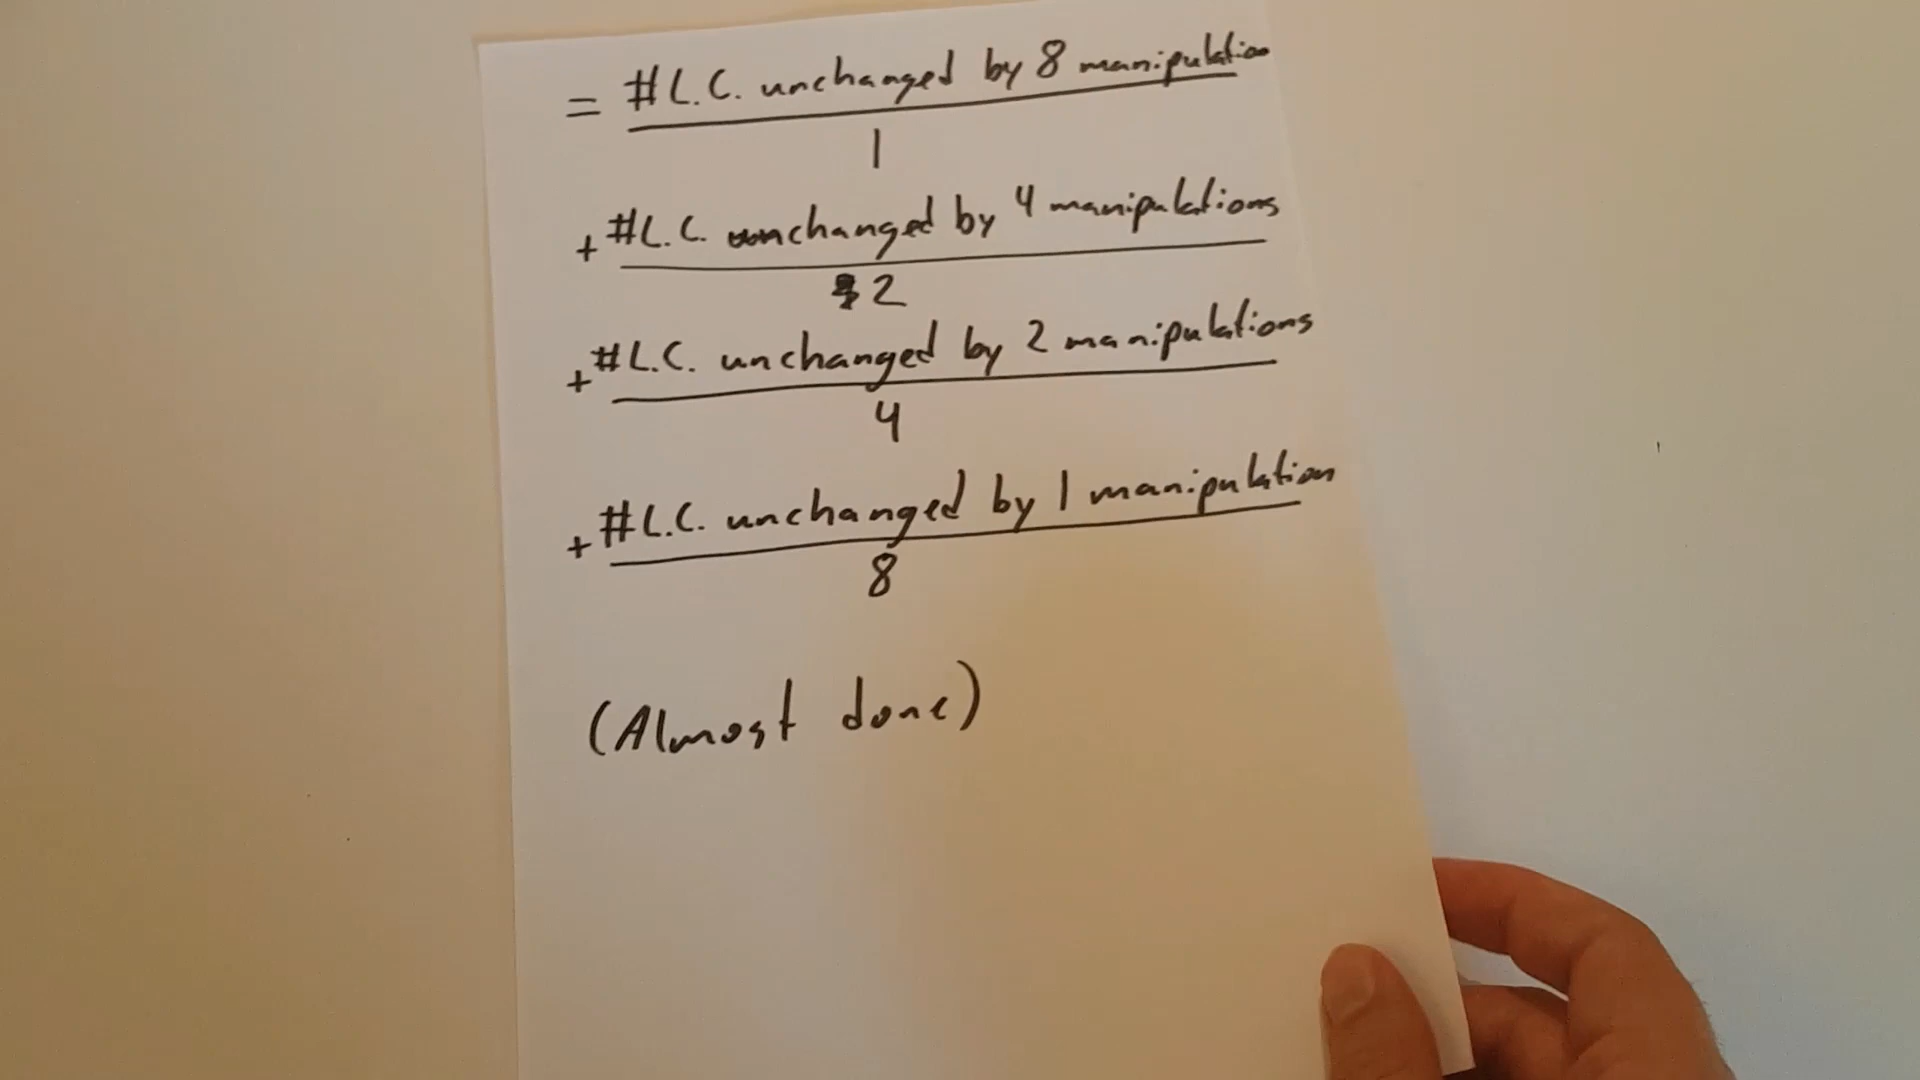 = #L.C. unchanged by 8 manipulation
1
+ #L.C. unchanged by 4 manipulations
2
+ #L.C. unchanged by 2 manipulations
4
+ #L.C. unchanged by 1 manipulation
8
(Almost done)